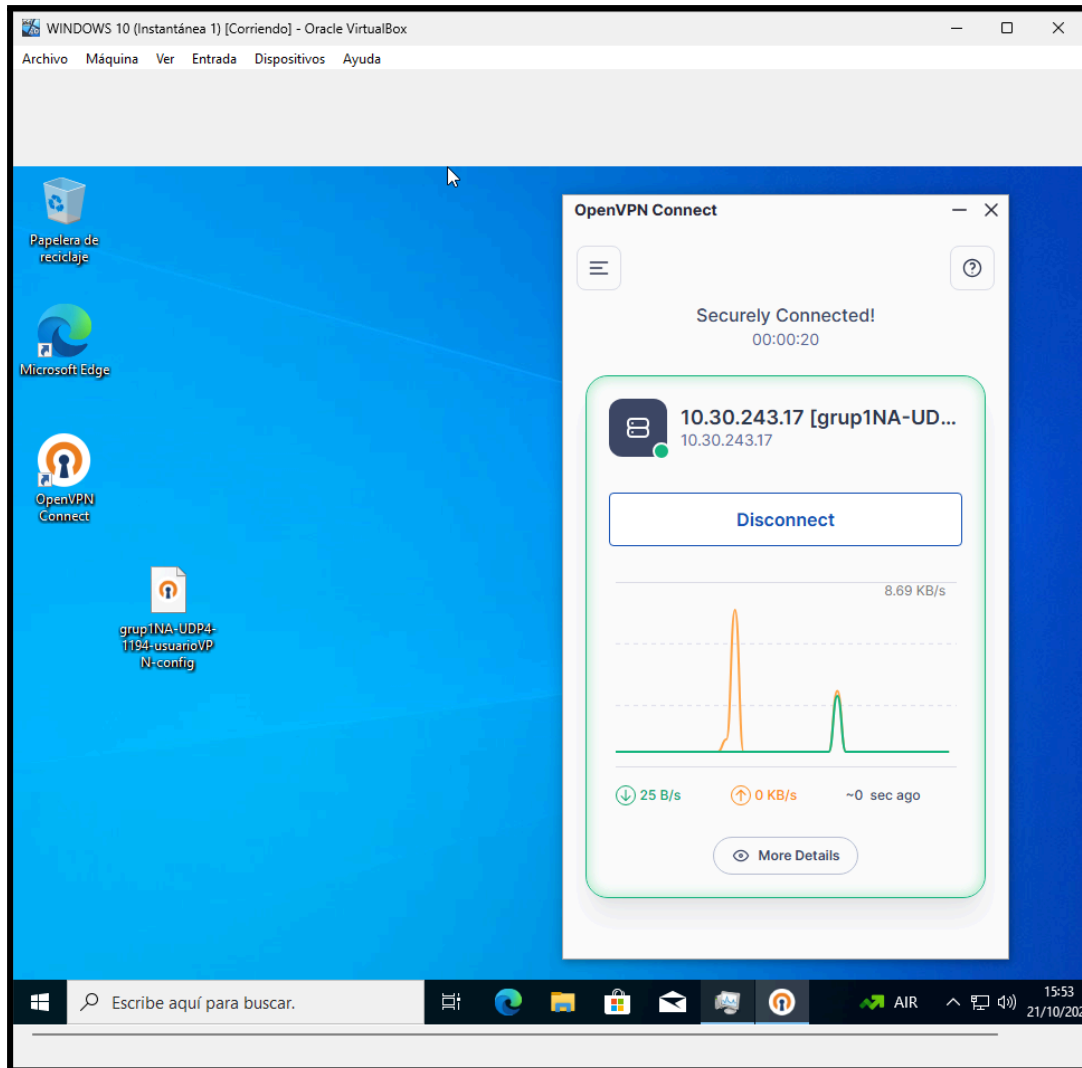 WINDOWS 10 (Instantánea 1) [Corriendo] - Oracle VirtualBox
Archivo Máquina Ver Entrada Dispositivos Ayuda
Papelera de
reciclaje
Microsoft Edge
OpenVPN
Connect
grup1NA-UDP4-
1194-usuarioVP
N-config
OpenVPN Connect
Securely Connected!
00:00:20
10.30.243.17 [grup1NA-UD...
10.30.243.17
Disconnect
8.69 KB/s
25 B/s 0 KB/s ~0 sec ago
More Details
Escribe aquí para buscar.
AIR
15:53
21/10/202